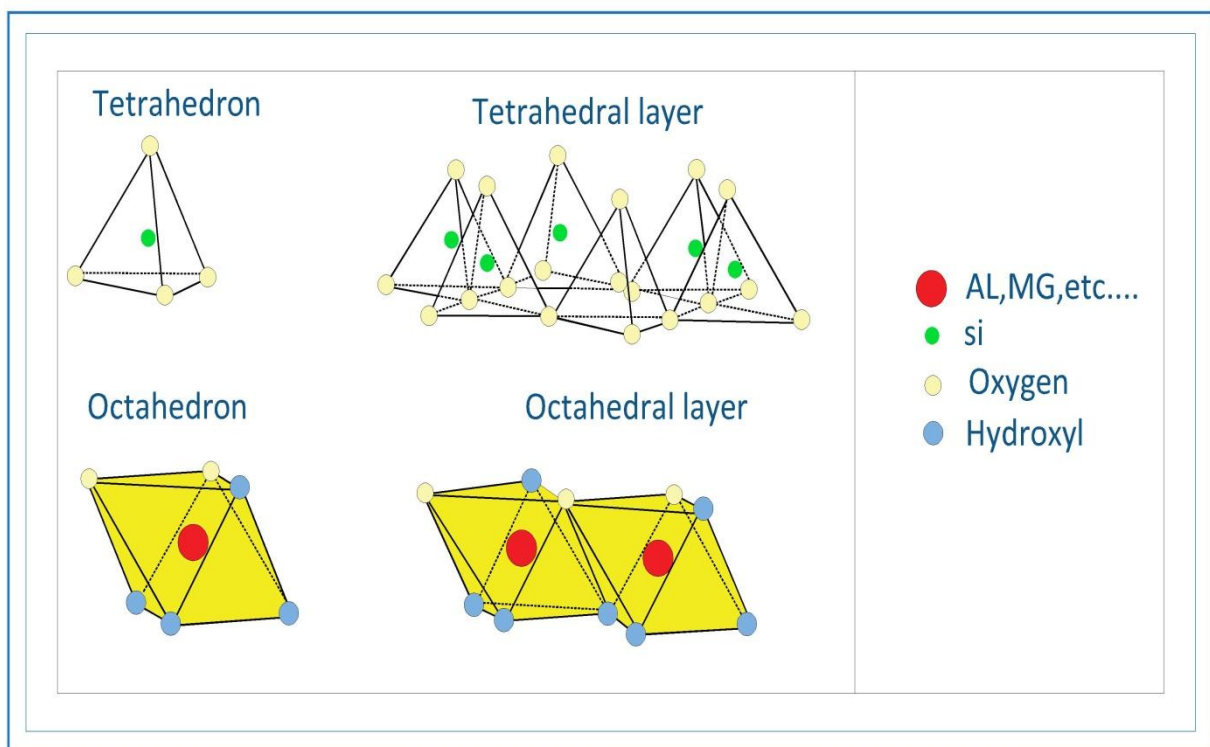 Tetrahedron
Tetrahedral layer
Octahedron
Octahedral layer
AL,MG,etc....
si
Oxygen
Hydroxyl